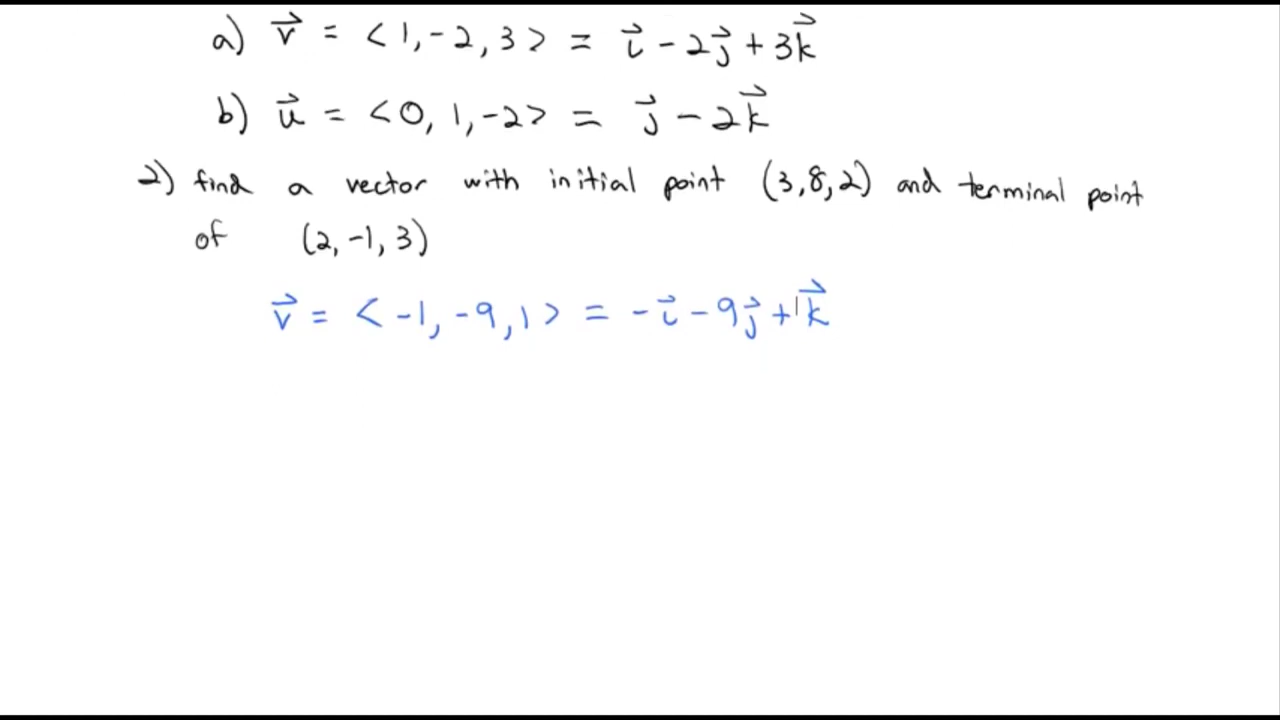 a) v⃗ = <1,-2,3> = i⃗ - 2j⃗ + 3k⃗
b) u⃗ = <0, 1,-2> = j⃗ - 2k⃗
2) find a vector with initial point (3,8,2) and terminal point
of (2,-1,3)
v⃗ = < -1, -9, 1 > = -i⃗ - 9j⃗ + 1k⃗